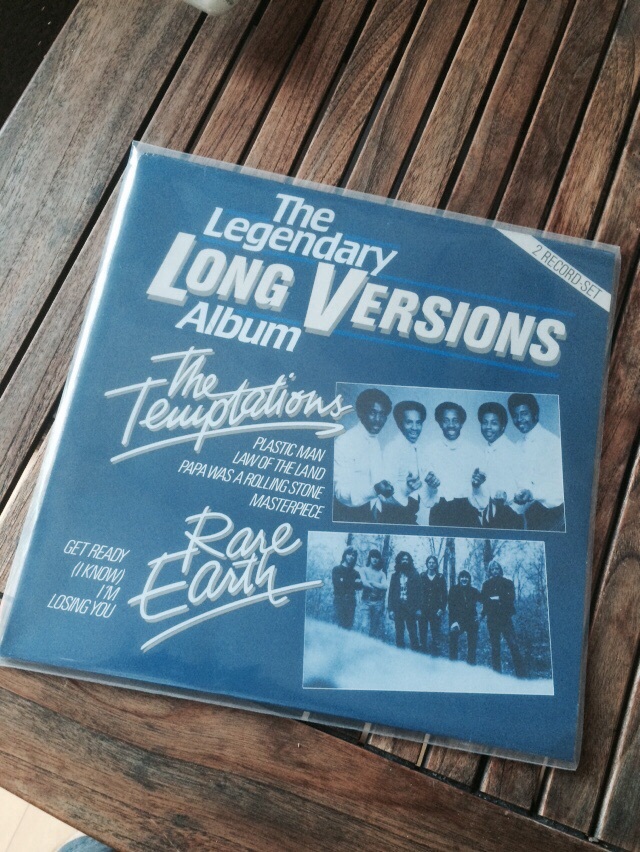 The
Legendary
LONG VERSIONS
Album
2 RECORD-SET
The
Temptations
PLASTIC MAN
LAW OF THE LAND
PAPA WAS A ROLLING STONE
MASTERPIECE
Rare
Earth
GET READY
(I KNOW)
I'M
LOSING YOU